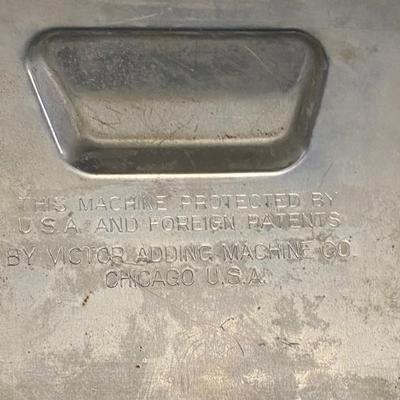 THIS MACHINE PROTECTED BY
U.S.A. AND FOREIGN PATENTS
BY VICTOR ADDING MACHINE CO.
CHICAGO U.S.A.